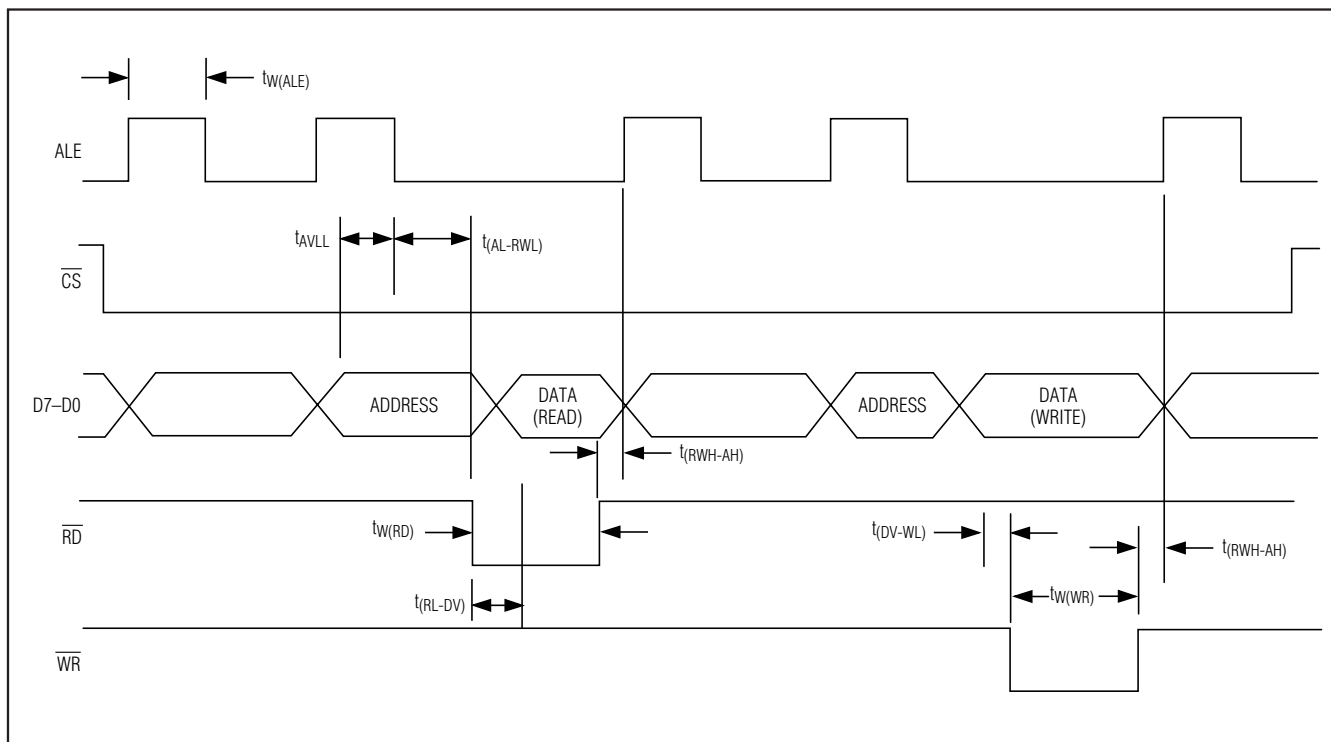 tW(ALE)
ALE
tAVLL
t(AL-RWL)
CS
D7–D0
ADDRESS
DATA
(READ)
ADDRESS
DATA
(WRITE)
t(RWH-AH)
RD
tW(RD)
t(DV-WL)
t(RWH-AH)
t(RL-DV)
tW(WR)
WR